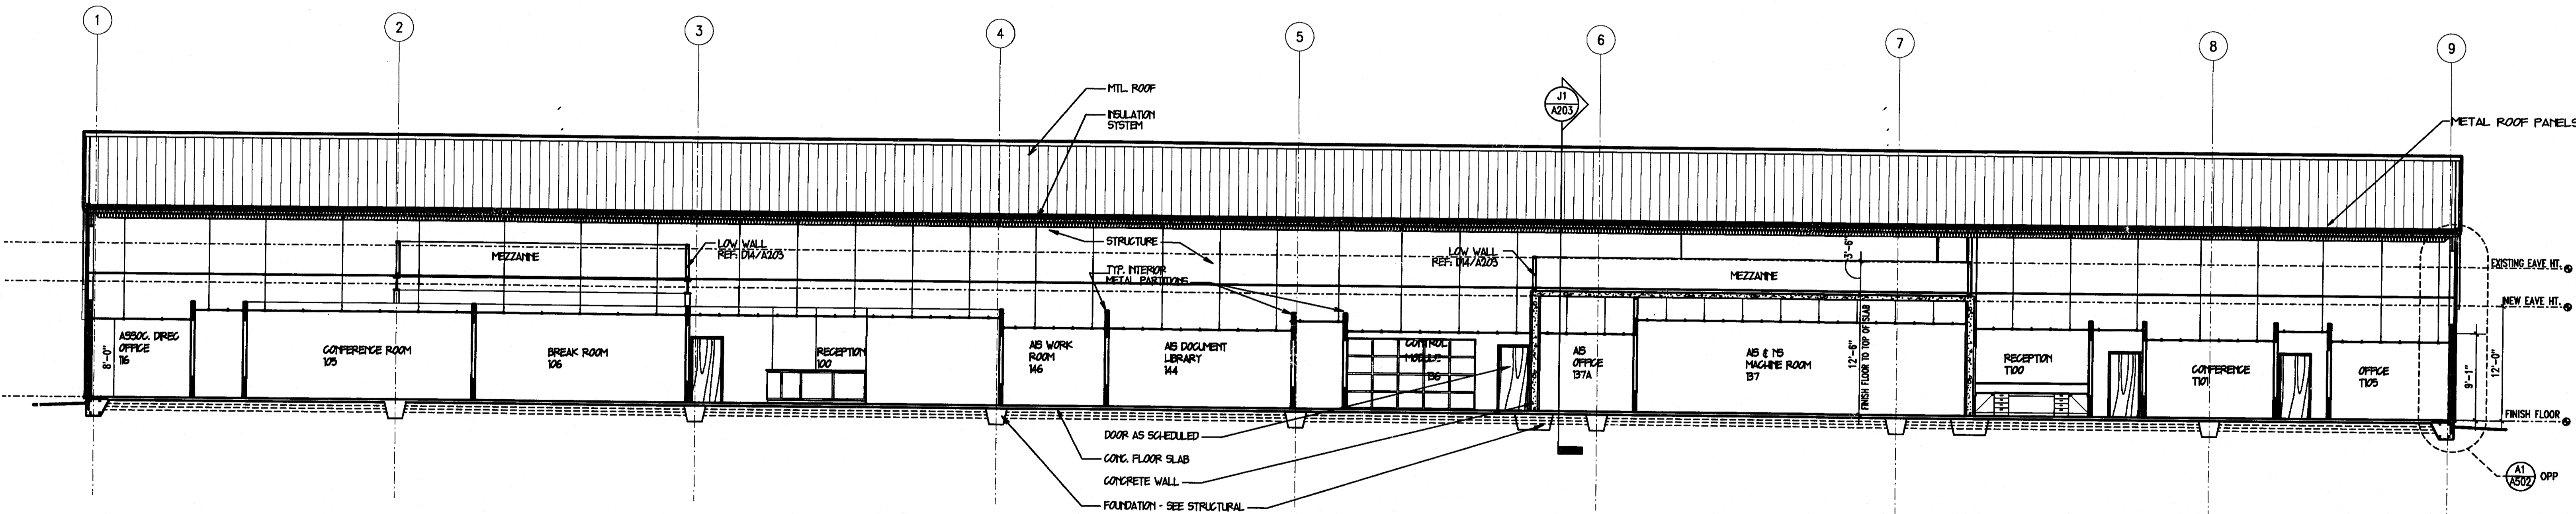 1
2
3
4
5
6
7
8
9
MTL. ROOF
INSULATION
SYSTEM
J1
A203
METAL ROOF PANELS
LOW WALL
REF: D14/A203
MEZZANINE
STRUCTURE
TYP. INTERIOR
METAL PARTITIONS
LOW WALL
REF: D14/A203
MEZZANINE
3'-6"
EXISTING EAVE HT.
NEW EAVE HT.
ASSOC. DIREC
OFFICE
116
8'-0"
CONFERENCE ROOM
105
BREAK ROOM
106
RECEPTION
100
AIS WORK
ROOM
146
AIS DOCUMENT
LIBRARY
144
CONTROL
MODULE
136
AIS
OFFICE
137A
AIS & NS
MACHINE ROOM
137
12'-6"
FINISH FLOOR TO TOP OF SLAB
RECEPTION
T100
CONFERENCE
T101
OFFICE
T105
9'-1"
12'-0"
FINISH FLOOR
DOOR AS SCHEDULED
CONC. FLOOR SLAB
CONCRETE WALL
FOUNDATION - SEE STRUCTURAL
A1
A502
OPP